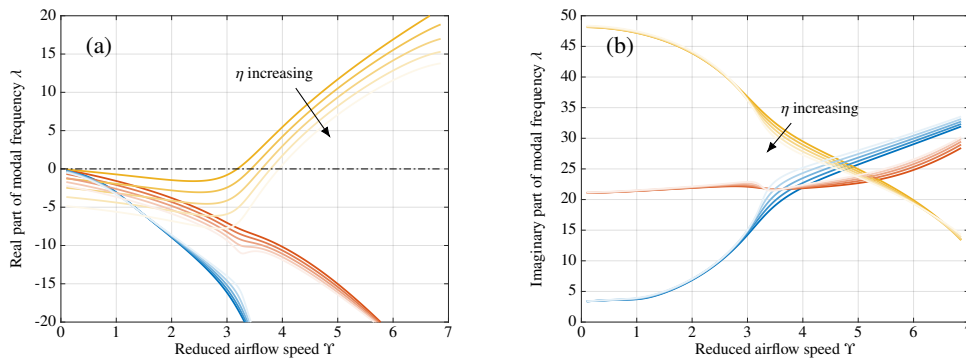 (a)
η increasing
Real part of modal frequency λ
20
15
10
5
0
-5
-10
-15
-20
0 1 2 3 4 5 6 7
Reduced airflow speed ϒ
(b)
η increasing
Imaginary part of modal frequency λ
50
45
40
35
30
25
20
15
10
5
0
0 1 2 3 4 5 6 7
Reduced airflow speed ϒ